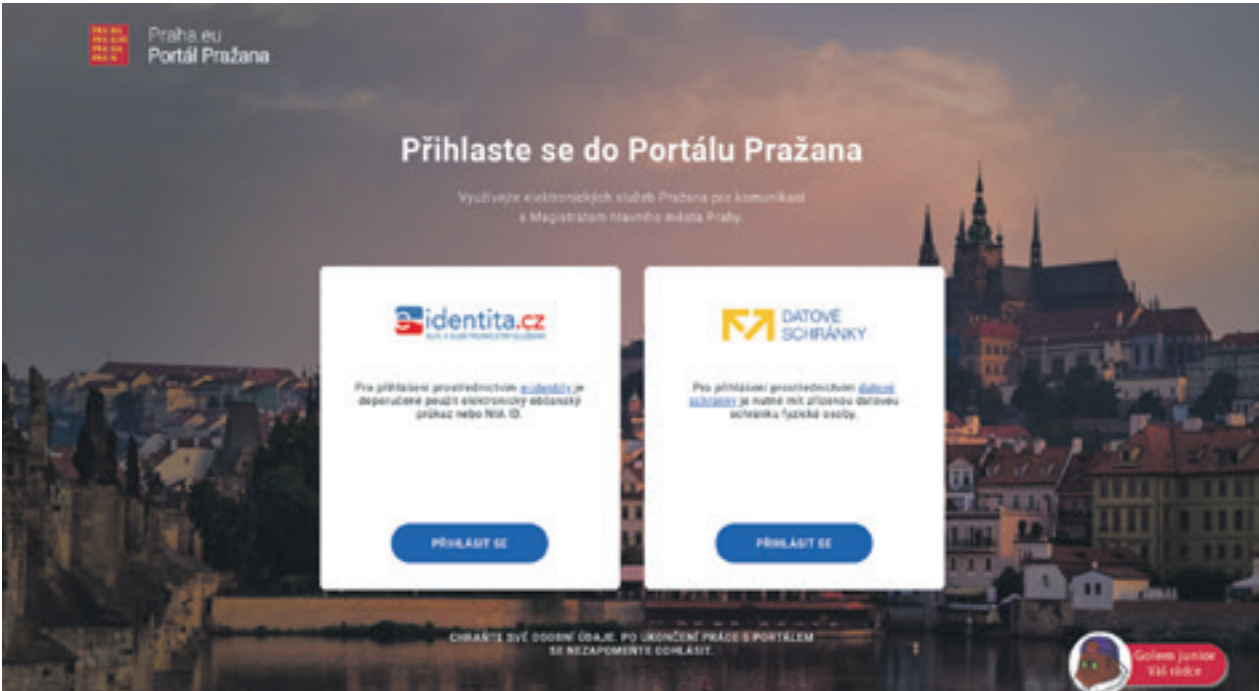 Praha.eu
Portál Pražana
Přihlaste se do Portálu Pražana
Využívejte elektronických služeb Pražana pro komunikaci
s Magistrátem hlavního města Prahy.
e-identita.cz
DATOVÉ
SCHRÁNKY
Pro přihlášení prostřednictvím e-identity je
doporučené použít elektronický občanský
průkaz nebo NIA ID.
Pro přihlášení prostřednictvím datové
schránky je nutné mít zřízenou datovou
schránku fyzické osoby.
PŘIHLÁSIT SE
PŘIHLÁSIT SE
CHRAŇTE SVÉ OSOBNÍ ÚDAJE. PO UKONČENÍ PRÁCE S PORTÁLEM
SE NEZAPOMEŇTE ODHLÁSIT.
Golem junior
Váš rádce